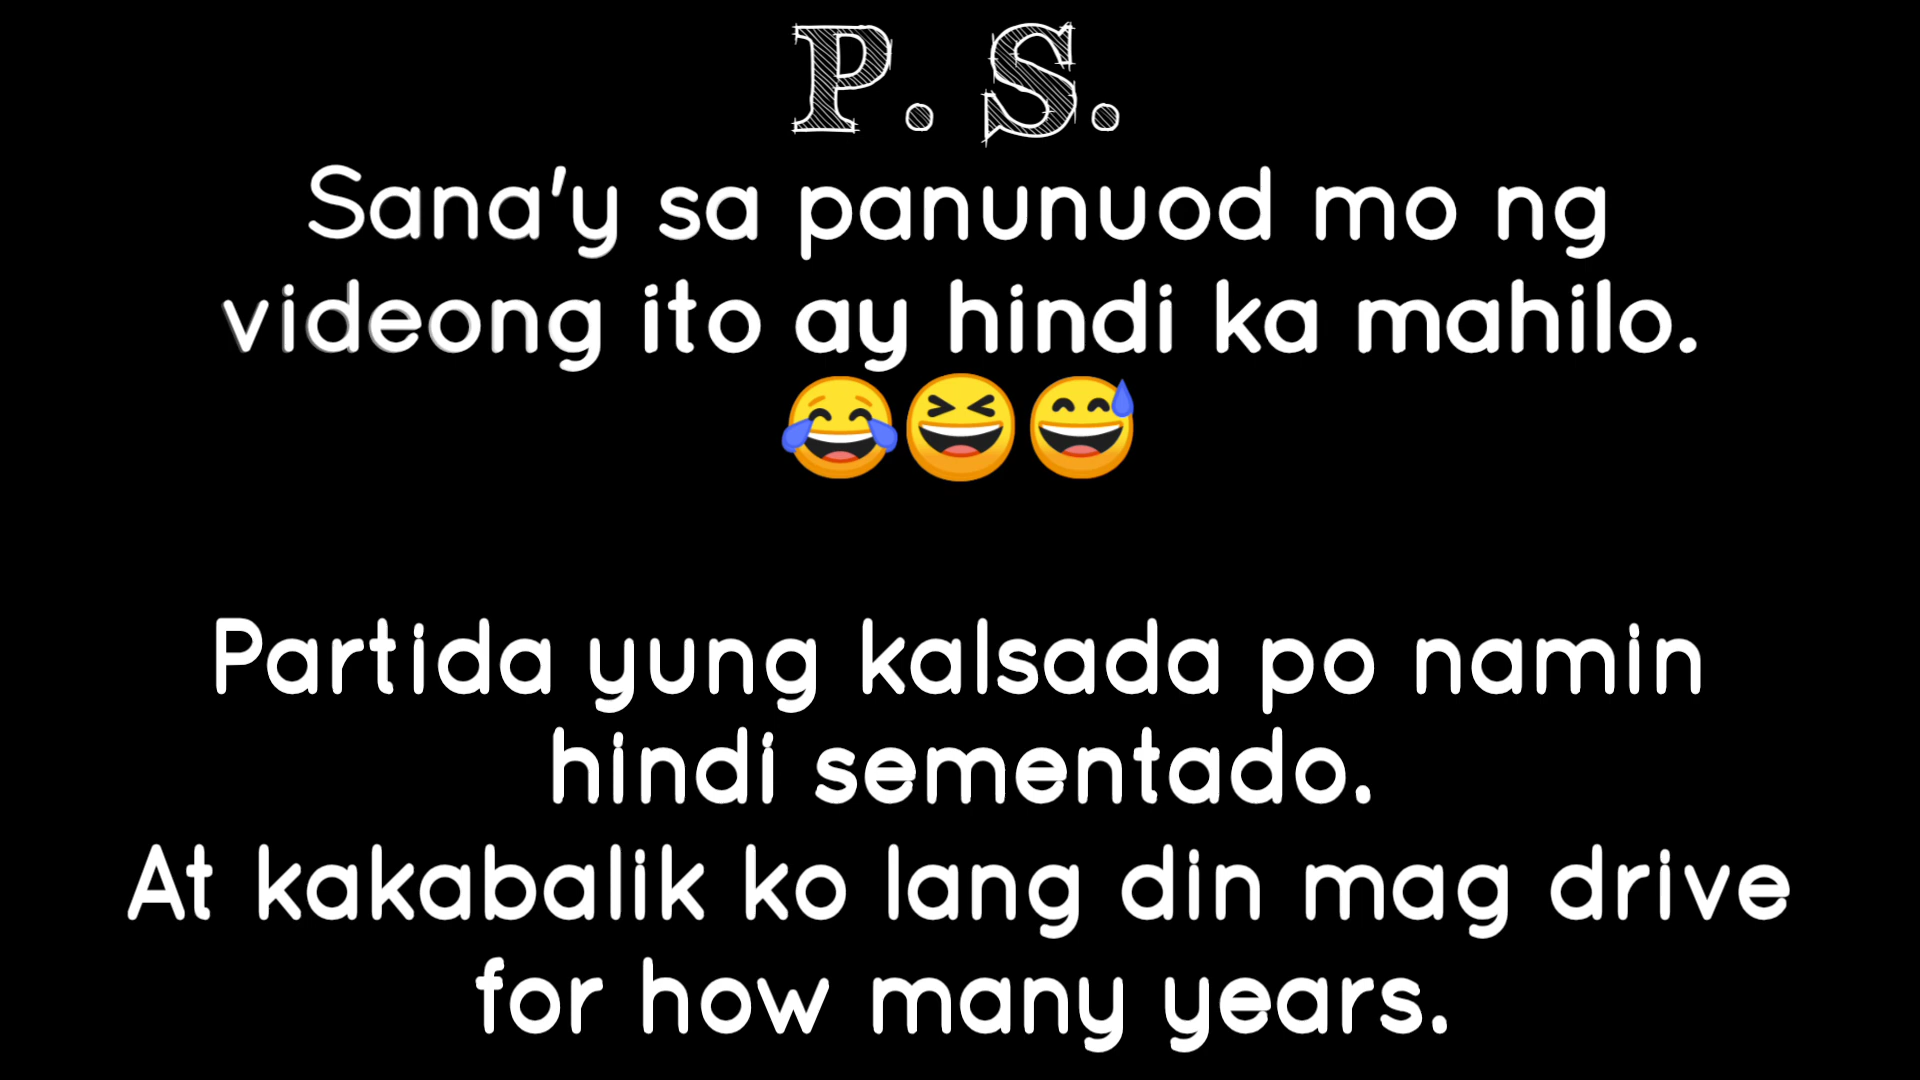 P. S.
Sana'y sa panunuod mo ng
videong ito ay hindi ka mahilo.
😂😆😅
Partida yung kalsada po namin
hindi sementado.
At kakabalik ko lang din mag drive
for how many years.